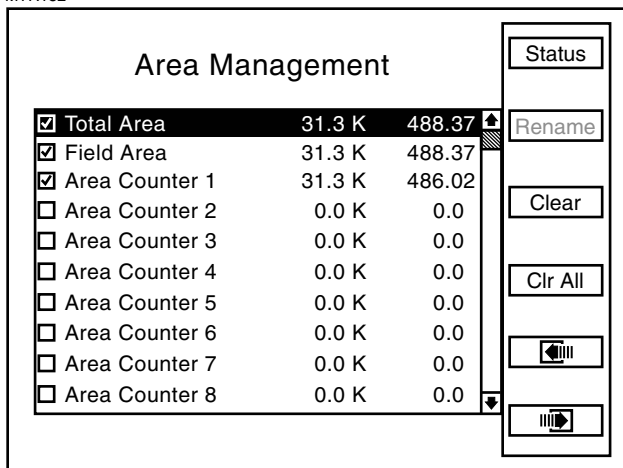 Area Management
Total Area 31.3 K 488.37
Field Area 31.3 K 488.37
Area Counter 1 31.3 K 486.02
Area Counter 2 0.0 K 0.0
Area Counter 3 0.0 K 0.0
Area Counter 4 0.0 K 0.0
Area Counter 5 0.0 K 0.0
Area Counter 6 0.0 K 0.0
Area Counter 7 0.0 K 0.0
Area Counter 8 0.0 K 0.0
Status
Rename
Clear
Clr All